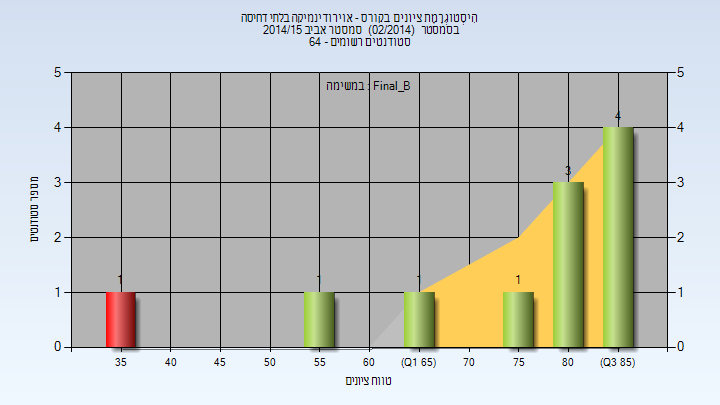 היסטוגרמת ציונים בקורס - אוירודינמיקה בלתי דחיסה
בסמסטר (02/2014) סמסטר אביב 2014/15
סטודנטים רשומים - 64
במשימה : Final_B
מספר סטודנטים
5 5
4 4
3 3
2 2
1 1
0 0
1 1 1 1 3 4
35 40 45 50 55 60 (Q1 65) 70 75 80 (Q3 85)
טווח ציונים